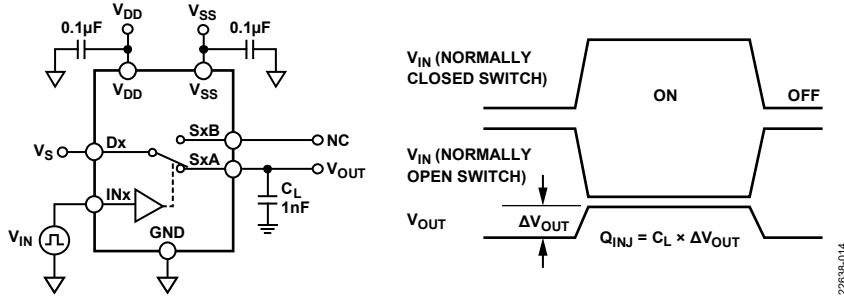 VDD
VSS
0.1µF
0.1µF
VDD
VSS
SxB
NC
VS
Dx
SxA
VOUT
INx
CL
1nF
VIN
GND
VIN (NORMALLY
CLOSED SWITCH)
ON
OFF
VIN (NORMALLY
OPEN SWITCH)
VOUT
ΔVOUT
QINJ = CL × ΔVOUT
22638-014